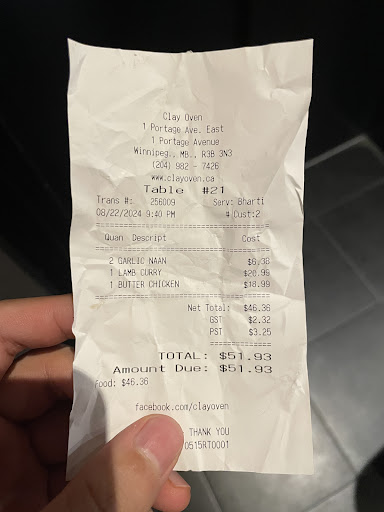 Clay Oven
1 Portage Ave. East
1 Portage Avenue
Winnipeg., MB., R3B 3N3
(204) 982 - 7426
www.clayoven.ca
Table #21
Trans #: 256009 Serv: Bharti
08/22/2024 9:40 PM # Cust:2
Quan Descript Cost
2 GARLIC NAAN $6.38
1 LAMB CURRY $20.99
1 BUTTER CHICKEN $18.99
Net Total: $46.36
GST $2.32
PST $3.25
TOTAL: $51.93
Amount Due: $51.93
Food: $46.36
facebook.com/clayoven
THANK YOU
0515RT0001